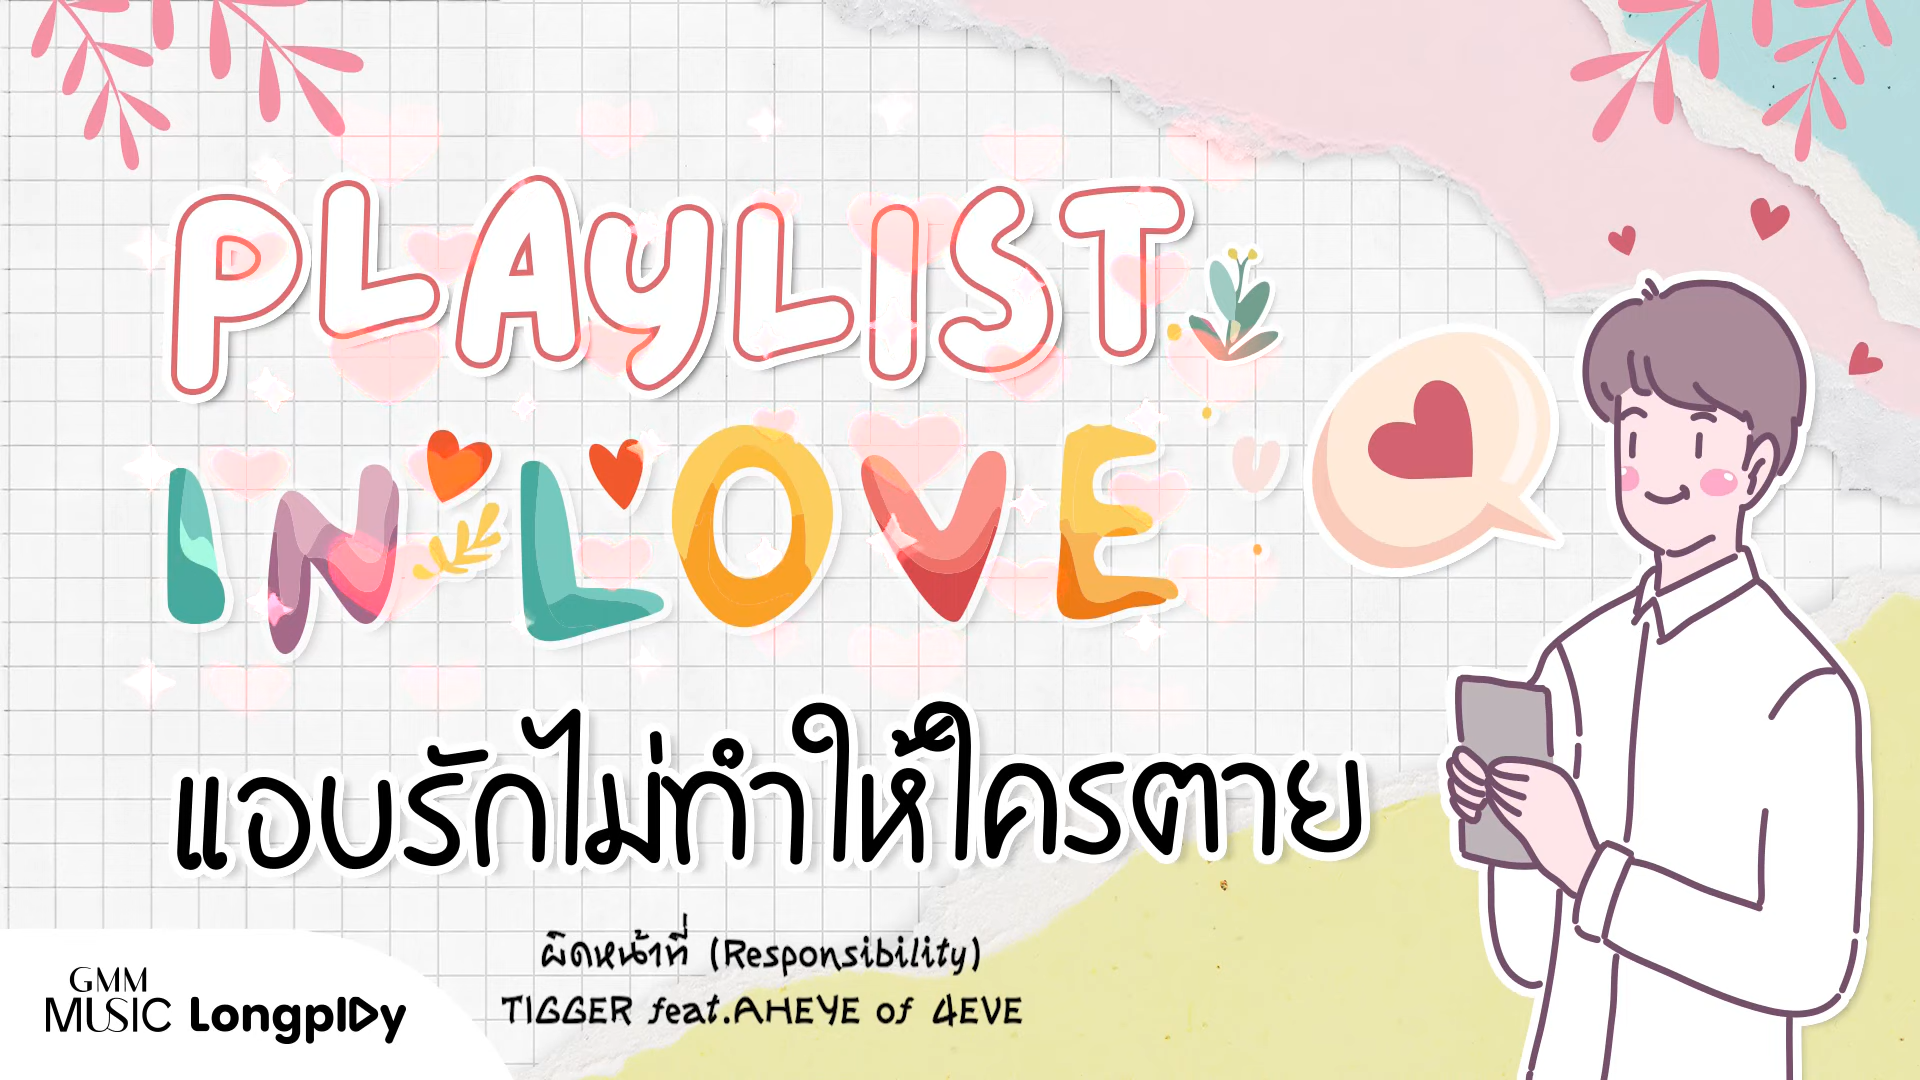 PLAYLIST
IN LOVE
แอบรักไม่ทำให้ใครตาย
ผิดหน้าที่ (Responsibility)
TIGGER feat.AHEYE of 4EVE
GMM
MUSIC Longplay